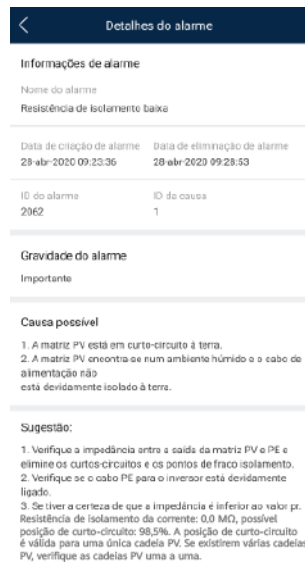 Detalhes do alarme
Informações de alarme
Nome do alarme
Resistência de isolamento baixa
Data de criação de alarme Data de eliminação de alarme
28-abr-2020 09:23:36 28-abr-2020 09:28:53
ID do alarme ID da causa
2062 1
Gravidade do alarme
Importante
Causa possível
1. A matriz PV está em curto-circuito à terra.
2. A matriz PV encontra-se num ambiente húmido e o cabo de
alimentação não
está devidamente isolado à terra.
Sugestão:
1. Verifique a impedância entre a saída da matriz PV e PE e
elimine os curtos-circuitos e os pontos de fraco isolamento.
2. Verifique se o cabo PE para o inversor está devidamente
ligado.
3. Se tiver a certeza de que a impedância é inferior ao valor pr.
Resistência de isolamento da corrente: 0,0 MΩ, possível
posição de curto-circuito: 98,5%. A posição de curto-circuito
é válida para uma única cadeia PV. Se existirem várias cadeias
PV, verifique as cadeias PV uma a uma.